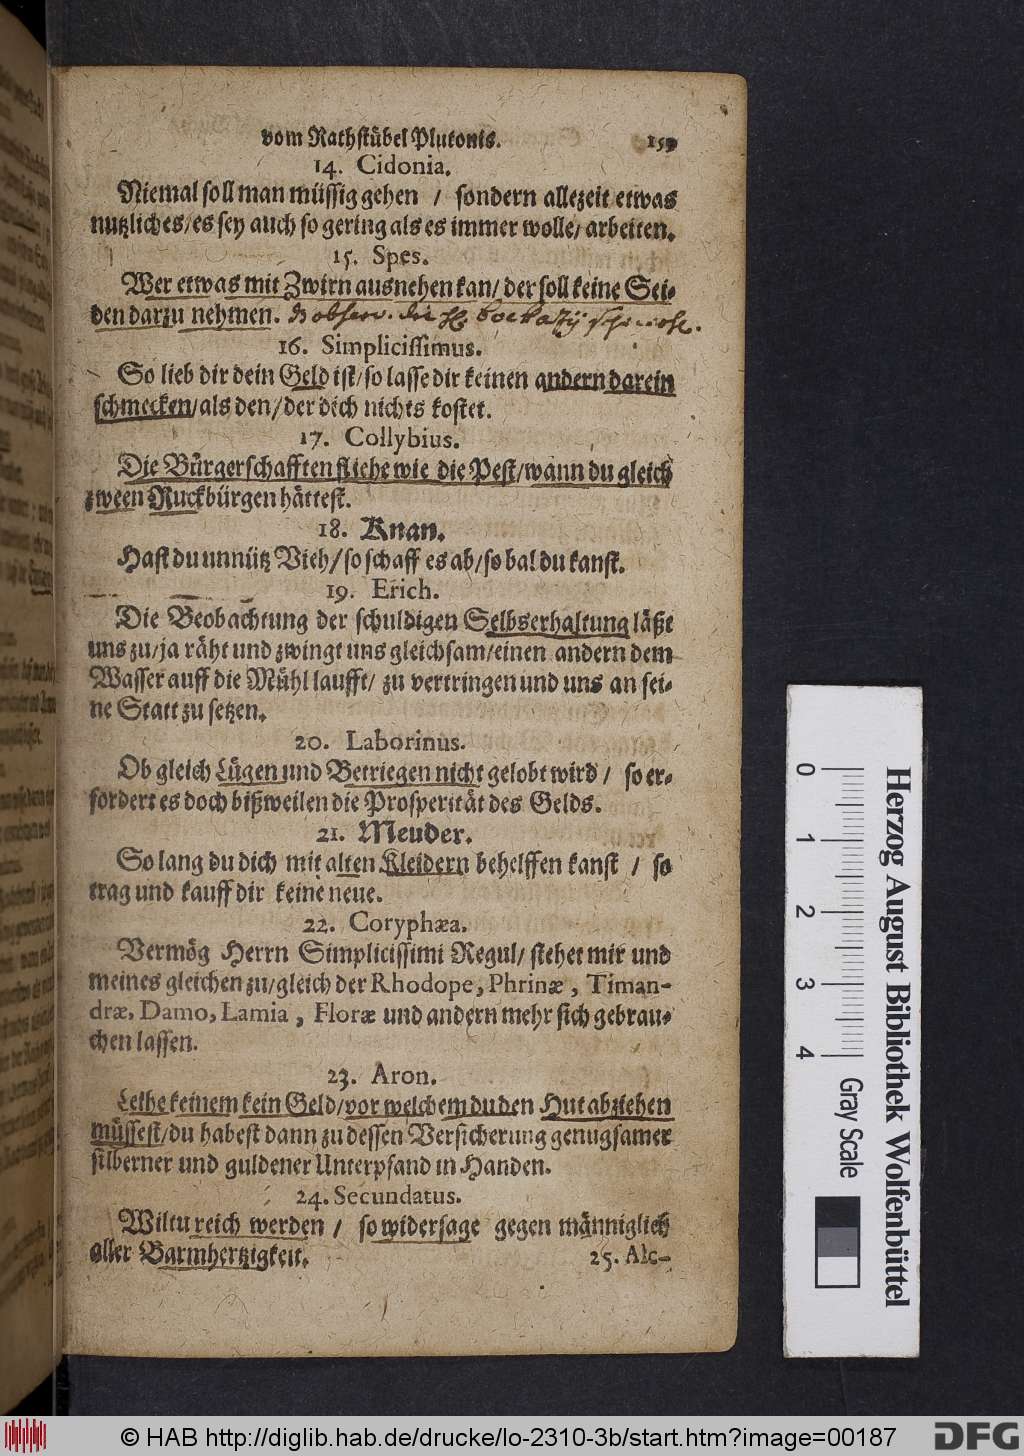 vom Rathstübel Plutonis. 159
14. Cidonia.
Niemal soll man müssig gehen / sondern allezeit etwas
nutzliches / es sey auch so gering als es immer wolle / arbeiten.
15. Spes.
Wer etwas mit Zwirn ausnehen kan / der soll keine Sei-
den darzu nehmen.
16. Simplicissimus.
So lieb dir dein Geld ist / so lasse dir keinen andern darein
schmecken / als den / der dich nichts kostet.
17. Collybius.
Die Bürgerschafften fliehe wie die Pest / wann du gleich
zween Ruckbürgen hättest.
18. Knan.
Hast du unnütz Vieh / so schaff es ab / so bal du kanst.
19. Erich.
Die Beobachtung der schuldigen Selbserhaltung läßt
uns zu / ja räht und zwingt uns gleichsam / einen andern dem
Wasser auff die Mühl laufft / zu vertringen und uns an sei-
ne Statt zu setzen.
20. Laborinus.
Ob gleich Lügen und Betriegen nicht gelobt wird / so er-
fordert es doch bißweilen die Prosperität des Gelds.
21. Meuder.
So lang du dich mit alten Kleidern behelffen kanst / so
trag und kauff dir keine neue.
22. Coryphæa.
Vermög Herrn Simplicissimi Regul / stehet mir und
meines gleichen zu / gleich der Rhodope, Phrinæ, Timan-
dræ, Damo, Lamia, Floræ und andern mehr sich gebrau-
chen lassen.
23. Aron.
Leihe keinem kein Geld / vor welchem du den Hut abziehen
müssest / du habest dann zu dessen Versicherung genugsamer
silberner und guldener Unterpfand in Handen.
24. Secundatus.
Wiltu reich werden / so widersage gegen männiglich
aller Barmhertzigkeit.
25. Alc-
0 1 2 3 4
Gray Scale
Herzog August Bibliothek Wolfenbüttel
© HAB http://diglib.hab.de/drucke/lo-2310-3b/start.htm?image=00187
DFG